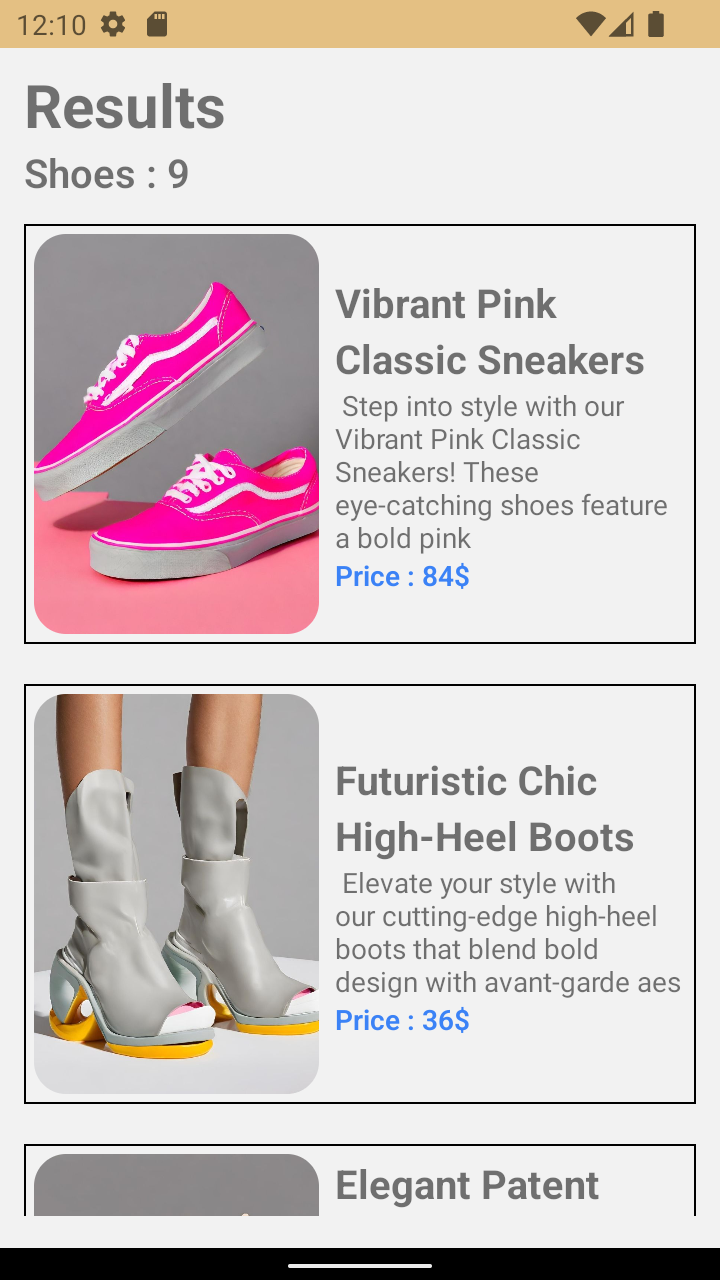 12:10
Results
Shoes : 9
Vibrant Pink
Classic Sneakers
Step into style with our
Vibrant Pink Classic
Sneakers! These
eye-catching shoes feature
a bold pink
Price : 84$
Futuristic Chic
High-Heel Boots
Elevate your style with
our cutting-edge high-heel
boots that blend bold
design with avant-garde aes
Price : 36$
Elegant Patent